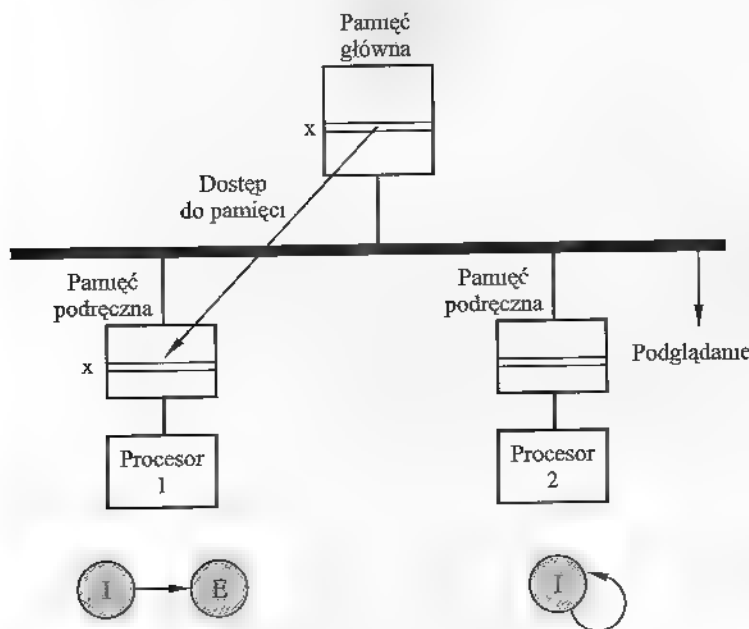 Pamięć
główna
x
Dostęp
do pamięci
Pamięć
podręczna
Pamięć
podręczna
Podglądanie
x
Procesor
1
Procesor
2
I
E
I